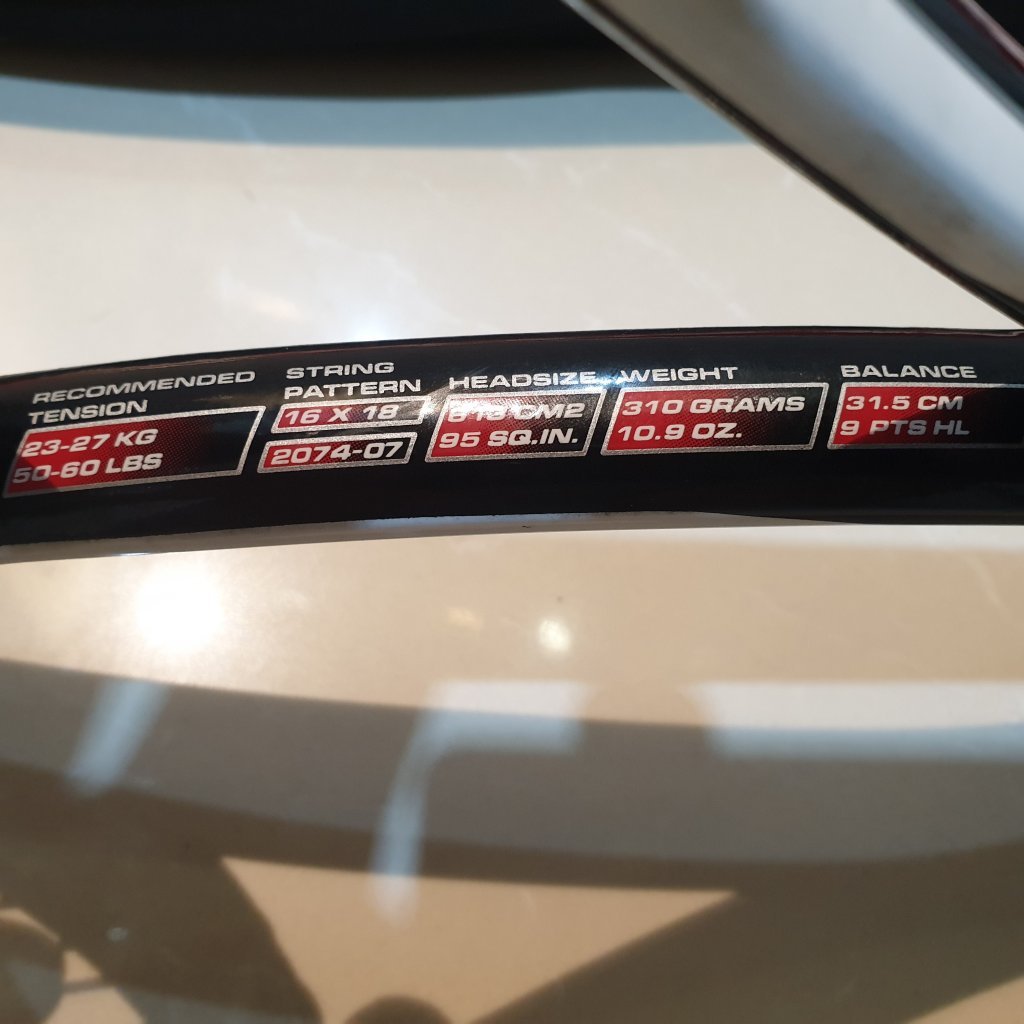 RECOMMENDED
TENSION
23-27 KG
50-60 LBS
STRING
PATTERN
16 X 18
2074-07
HEADSIZE
CM2
95 SQ.IN.
WEIGHT
310 GRAMS
10.9 OZ.
BALANCE
31.5 CM
9 PTS HL